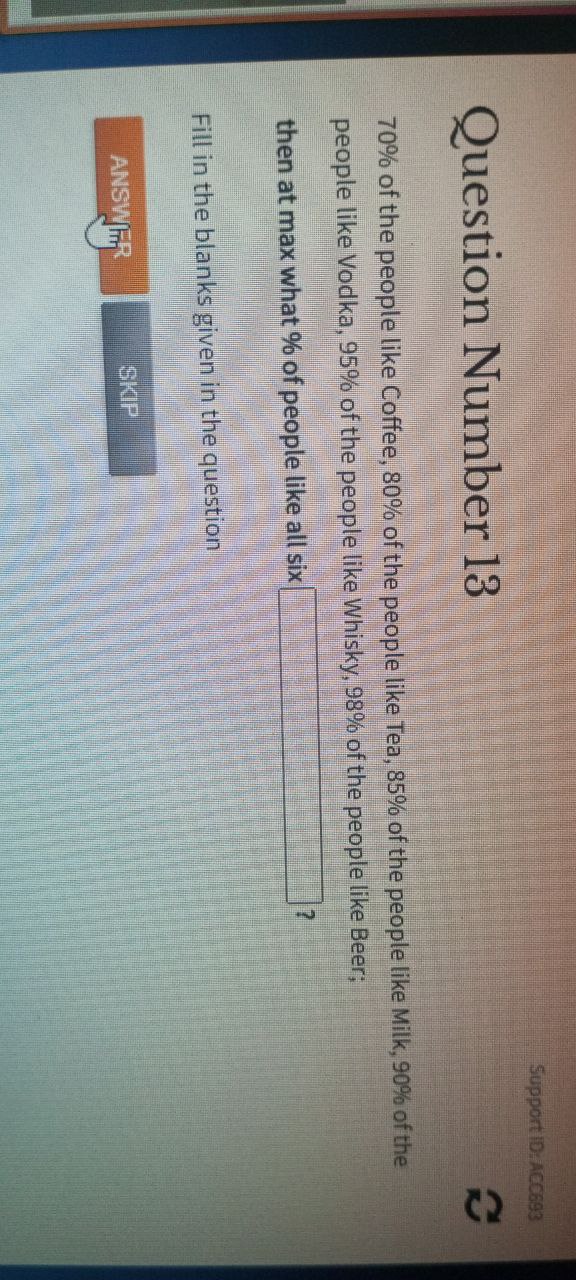 Support ID: ACC693
Question Number 13
70% of the people like Coffee, 80% of the people like Tea, 85% of the people like Milk, 90% of the
people like Vodka, 95% of the people like Whisky, 98% of the people like Beer;
then at max what % of people like all six ?
Fill in the blanks given in the question
ANSWER SKIP